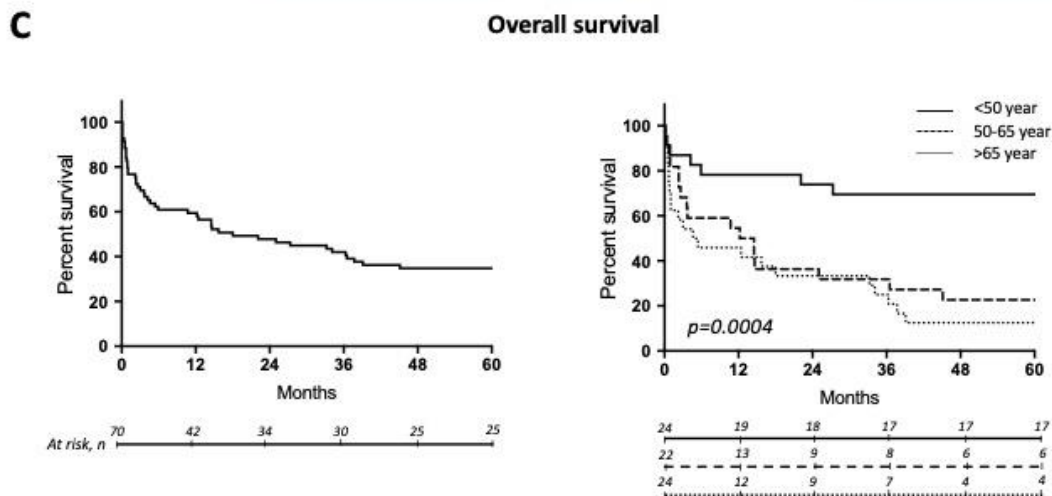 C
Overall survival
<50 year
50-65 year
>65 year
Percent survival
100
80
60
40
20
0
0 12 24 36 48 60
Months
At risk, n
70 42 34 30 25 25
Percent survival
100
80
60
40
20
0
p=0.0004
0 12 24 36 48 60
Months
24 19 18 17 17 17
22 13 9 8 6 6
24 12 9 7 4 4